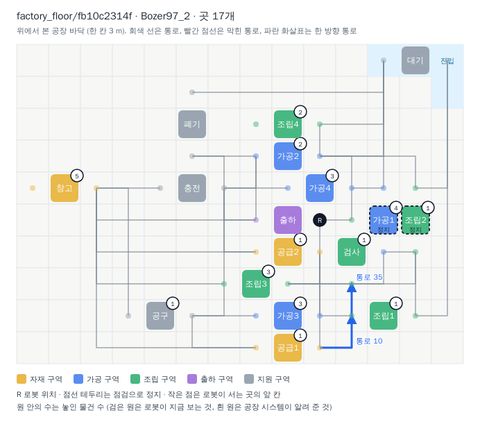 factory_floor/fb10c2314f · Bozer97_2 · 곳 17개
위에서 본 공장 바닥 (한 칸 3 m). 회색 선은 통로, 빨간 점선은 막힌 통로, 파란 화살표는 한 방향 통로
대기
진입
폐기
조립4
2
가공2
2
창고
5
충전
가공4
3
출하
R
가공1
정지
4
조립2
정지
1
공급2
1
검사
1
조립3
3
통로 35
공구
1
가공3
3
조립1
1
공급1
1
통로 10
자재 구역
가공 구역
조립 구역
출하 구역
지원 구역
R 로봇 위치 · 점선 테두리는 점검으로 정지 · 작은 점은 로봇이 서는 곳의 앞 칸
원 안의 수는 놓인 물건 수 (검은 원은 로봇이 지금 보는 것, 흰 원은 공장 시스템이 알려 준 것)